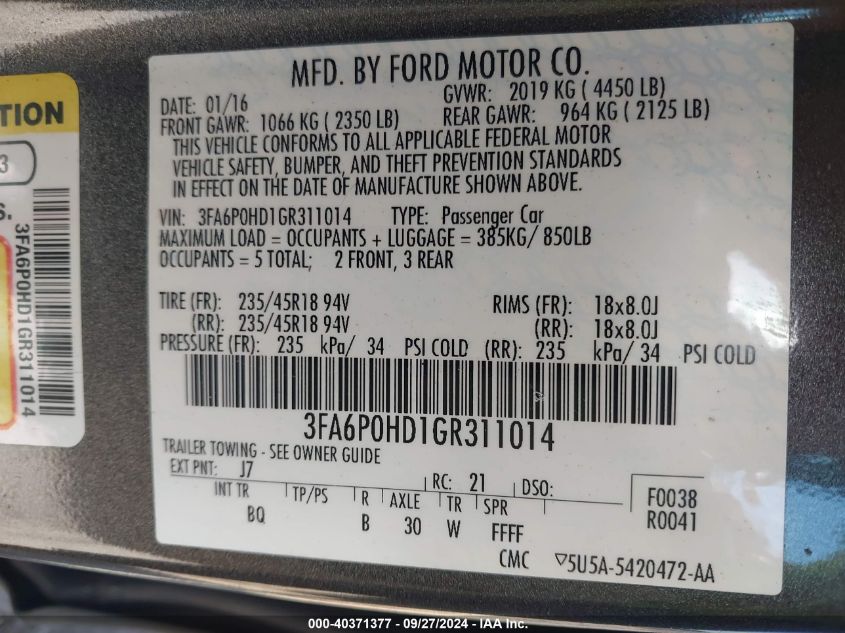 MFD. BY FORD MOTOR CO.
DATE: 01/16
GVWR: 2019 KG ( 4450 LB)
FRONT GAWR: 1066 KG ( 2350 LB)
REAR GAWR: 964 KG ( 2125 LB)
THIS VEHICLE CONFORMS TO ALL APPLICABLE FEDERAL MOTOR
VEHICLE SAFETY, BUMPER, AND THEFT PREVENTION STANDARDS
IN EFFECT ON THE DATE OF MANUFACTURE SHOWN ABOVE.
VIN: 3FA6P0HD1GR311014 TYPE: Passenger Car
MAXIMUM LOAD = OCCUPANTS + LUGGAGE = 385KG/ 850LB
OCCUPANTS = 5 TOTAL; 2 FRONT, 3 REAR
TIRE (FR): 235/45R18 94V RIMS (FR): 18x8.0J
(RR): 235/45R18 94V (RR): 18x8.0J
PRESSURE (FR): 235 kPa/ 34 PSI COLD (RR): 235 kPa/ 34 PSI COLD
3FA6P0HD1GR311014
TRAILER TOWING - SEE OWNER GUIDE
EXT PNT: J7 RC: 21 DSO:
INT TR TP/PS R AXLE TR SPR
BQ B 30 W FFFF
F0038
R0041
CMC ▽5U5A-5420472-AA
TION
3
S.
3FA6P0HD1GR311014
000-40371377 - 09/27/2024 - IAA Inc.